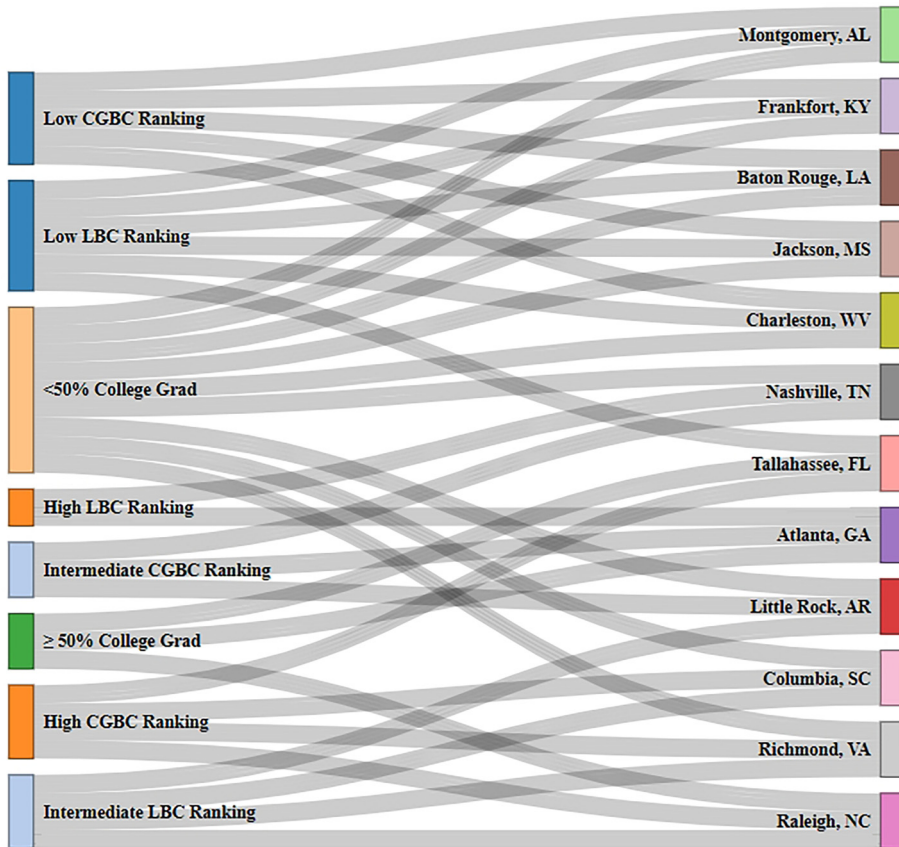 Low CGBC Ranking
Low LBC Ranking
<50% College Grad
High LBC Ranking
Intermediate CGBC Ranking
≥ 50% College Grad
High CGBC Ranking
Intermediate LBC Ranking
Montgomery, AL
Frankfort, KY
Baton Rouge, LA
Jackson, MS
Charleston, WV
Nashville, TN
Tallahassee, FL
Atlanta, GA
Little Rock, AR
Columbia, SC
Richmond, VA
Raleigh, NC